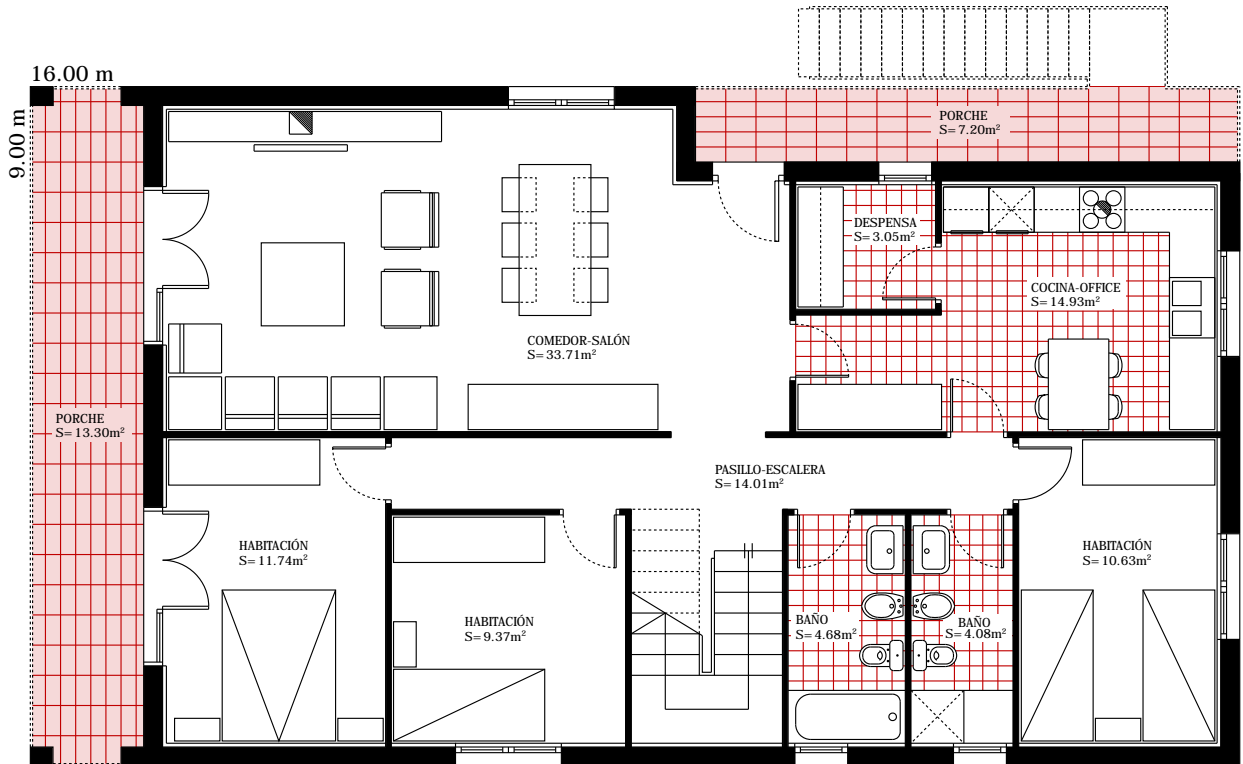 16.00 m
9.00 m
PORCHE
S= 7.20m²
DESPENSA
S= 3.05m²
COCINA-OFFICE
S= 14.93m²
COMEDOR-SALÓN
S= 33.71m²
PORCHE
S= 13.30m²
PASILLO-ESCALERA
S= 14.01m²
HABITACIÓN
S= 11.74m²
HABITACIÓN
S= 10.63m²
HABITACIÓN
S= 9.37m²
BAÑO
S= 4.68m²
BAÑO
S= 4.08m²